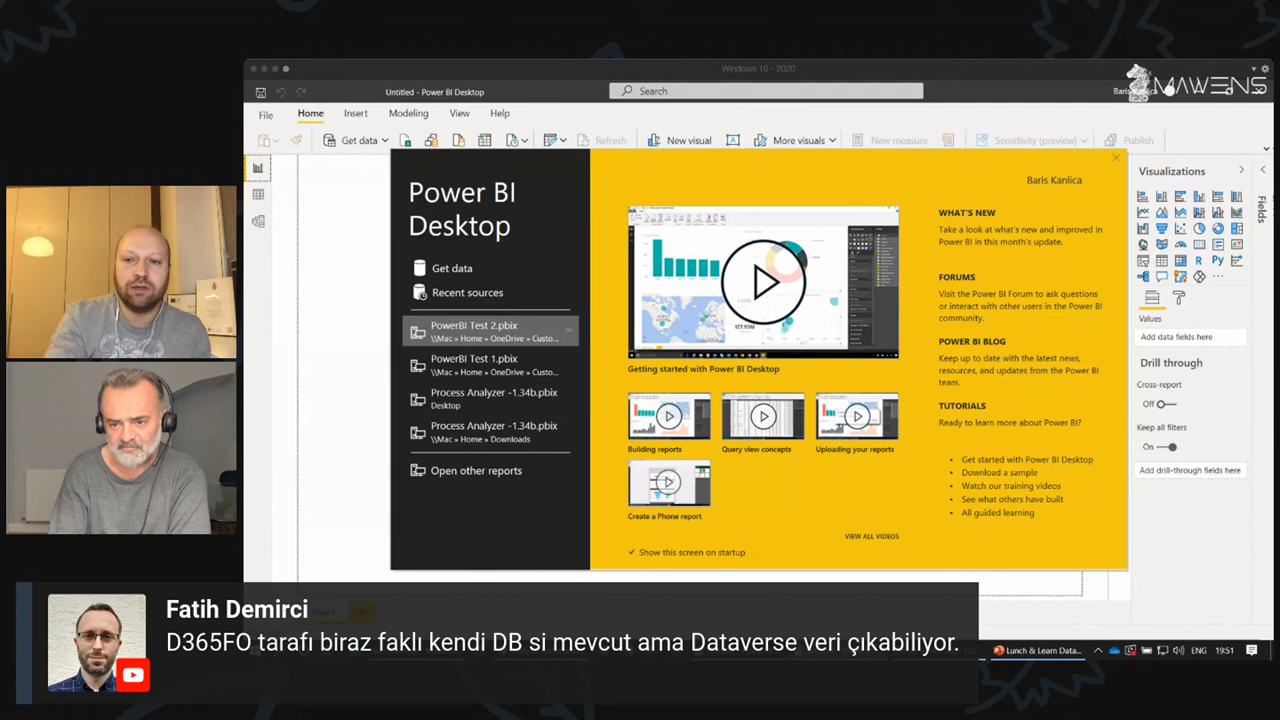 Windows 10 - 2020
MAWENS
Untitled - Power BI Desktop
Search
Baris Kanlica
File
Home
Insert
Modeling
View
Help
Get data
Refresh
New visual
More visuals
New measure
Sensitivity (preview)
Publish
Power BI
Desktop
Get data
Recent sources
PowerBI Test 2.pbix
\\Mac » Home » OneDrive » Custo...
PowerBI Test 1.pbix
\\Mac » Home » OneDrive » Custo...
Process Analyzer -1.34b.pbix
Desktop
Process Analyzer -1.34b.pbix
\\Mac » Home » Downloads
Open other reports
Baris Kanlica
Getting started with Power BI Desktop
Building reports
Query view concepts
Uploading your reports
Create a Phone report
VIEW ALL VIDEOS
Show this screen on startup
WHAT'S NEW
Take a look at what's new and improved in
Power BI in this month's update.
FORUMS
Visit the Power BI Forum to ask questions
or interact with other users in the Power BI
community.
POWER BI BLOG
Keep up to date with the latest news,
resources, and updates from the Power BI
team.
TUTORIALS
Ready to learn more about Power BI?
• Get started with Power BI Desktop
• Download a sample
• Watch our training videos
• See what others have built
• All guided learning
Visualizations
Fields
R
Py
Values
Add data fields here
Drill through
Cross-report
Off
Keep all filters
On
Add drill-through fields here
Page 1
Fatih Demirci
D365FO tarafı biraz faklı kendi DB si mevcut ama Dataverse veri çıkabiliyor.
Lunch & Learn Data...
ENG
19:51